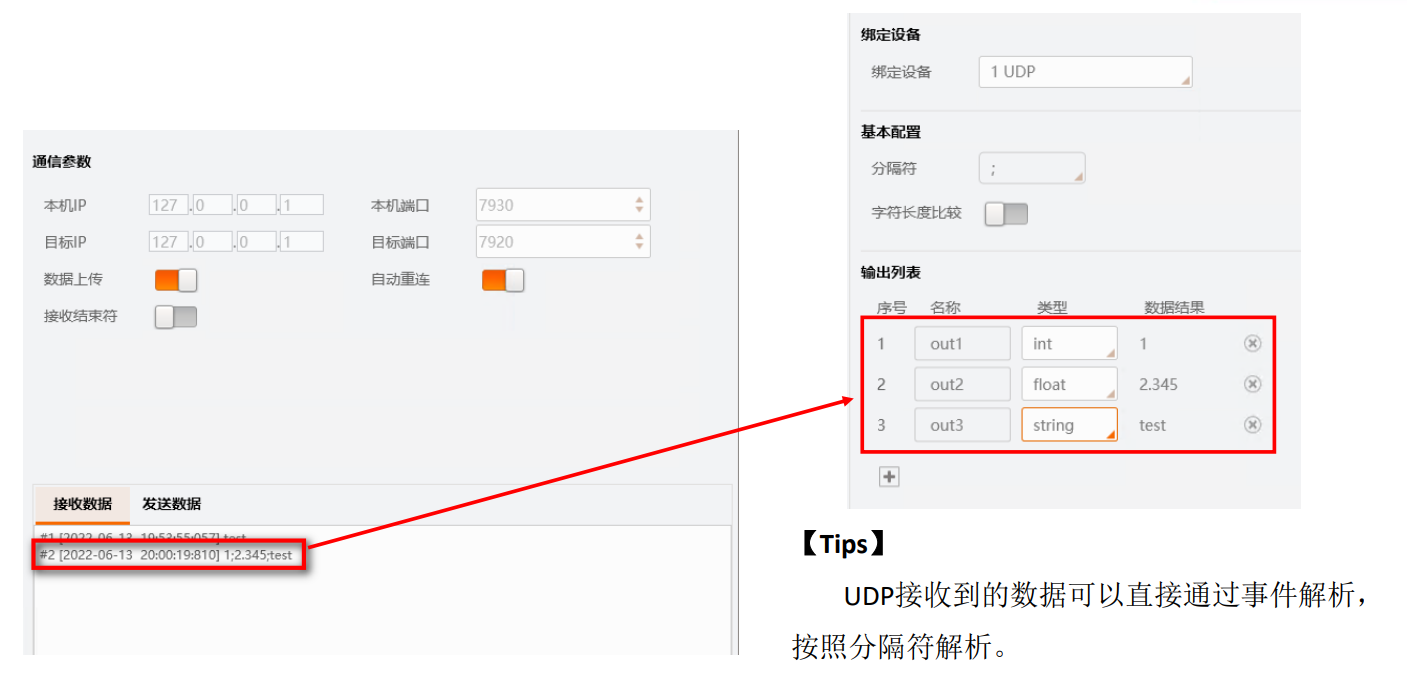 通信参数
本机IP 127 .0 .0 .1 本机端口 7930
目标IP 127 .0 .0 .1 目标端口 7920
数据上传 自动重连
接收结束符
接收数据 发送数据
#1 [2022-06-13 19:53:55:057] test
#2 [2022-06-13 20:00:19:810] 1;2.345;test
绑定设备
绑定设备 1 UDP
基本配置
分隔符 ;
字符长度比较
输出列表
序号 名称 类型 数据结果
1 out1 int 1
2 out2 float 2.345
3 out3 string test
【Tips】
UDP接收到的数据可以直接通过事件解析，
按照分隔符解析。